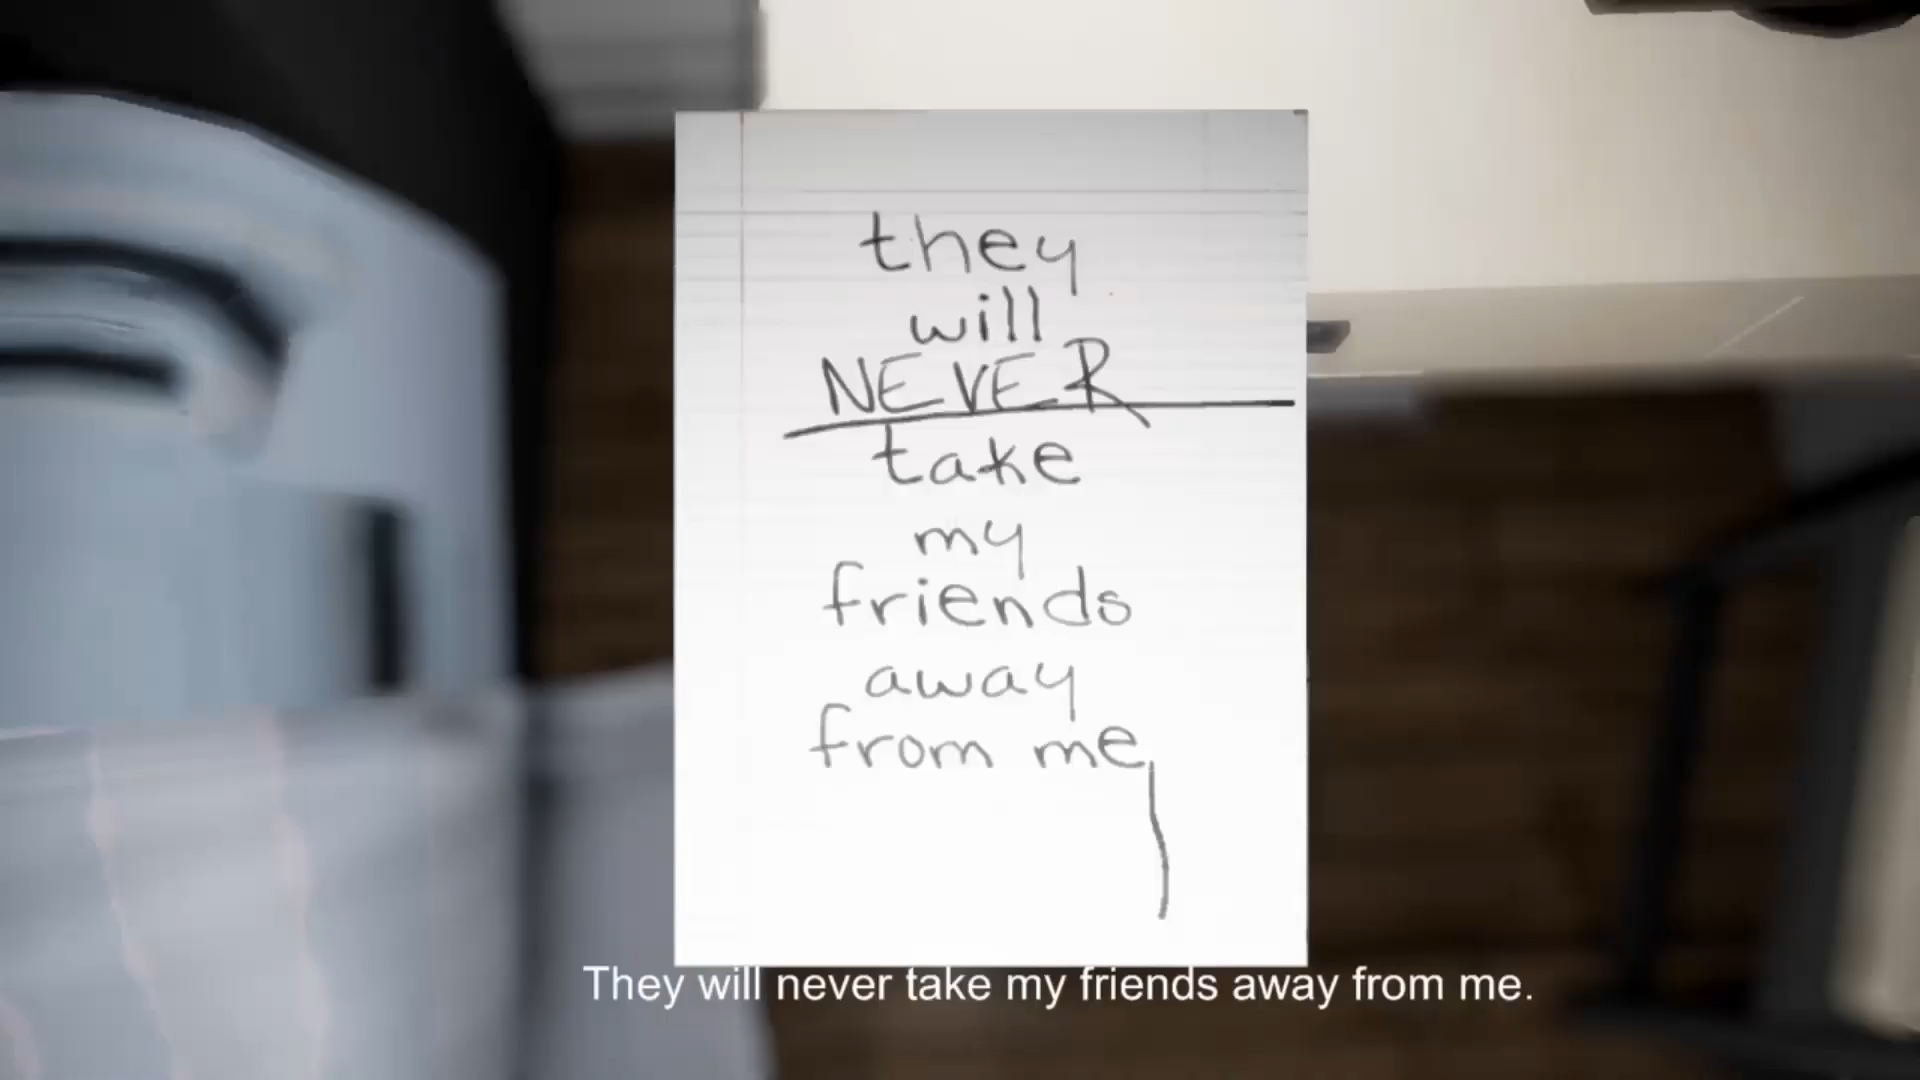 they
will
NEVER
take
my
friends
away
from me
They will never take my friends away from me.